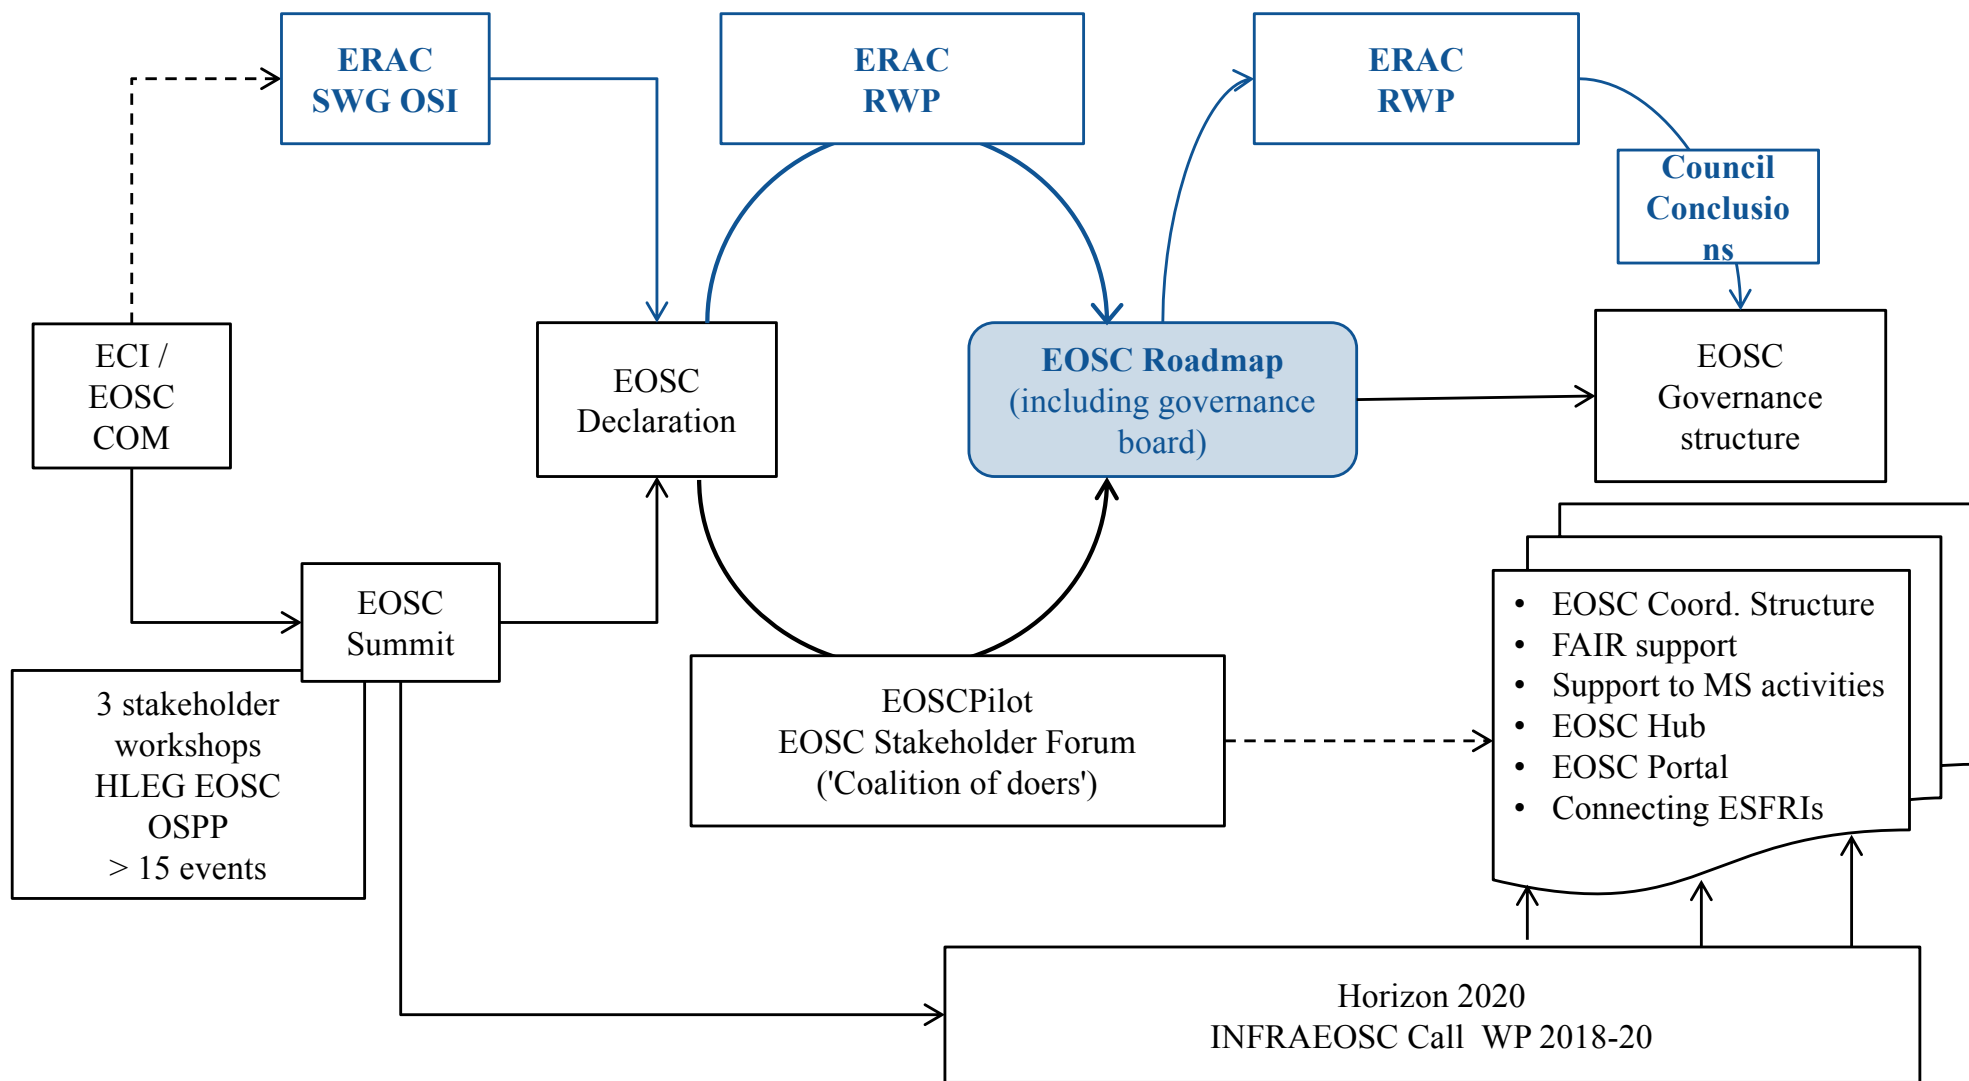 ERAC
SWG OSI
ERAC
RWP
ERAC
RWP
Council
Conclusio
ns
ECI /
EOSC
COM
EOSC
Declaration
EOSC Roadmap
(including governance
board)
EOSC
Governance
structure
EOSC
Summit
3 stakeholder
workshops
HLEG EOSC
OSPP
> 15 events
EOSCPilot
EOSC Stakeholder Forum
('Coalition of doers')
• EOSC Coord. Structure
• FAIR support
• Support to MS activities
• EOSC Hub
• EOSC Portal
• Connecting ESFRIs
Horizon 2020
INFRAEOSC Call WP 2018-20